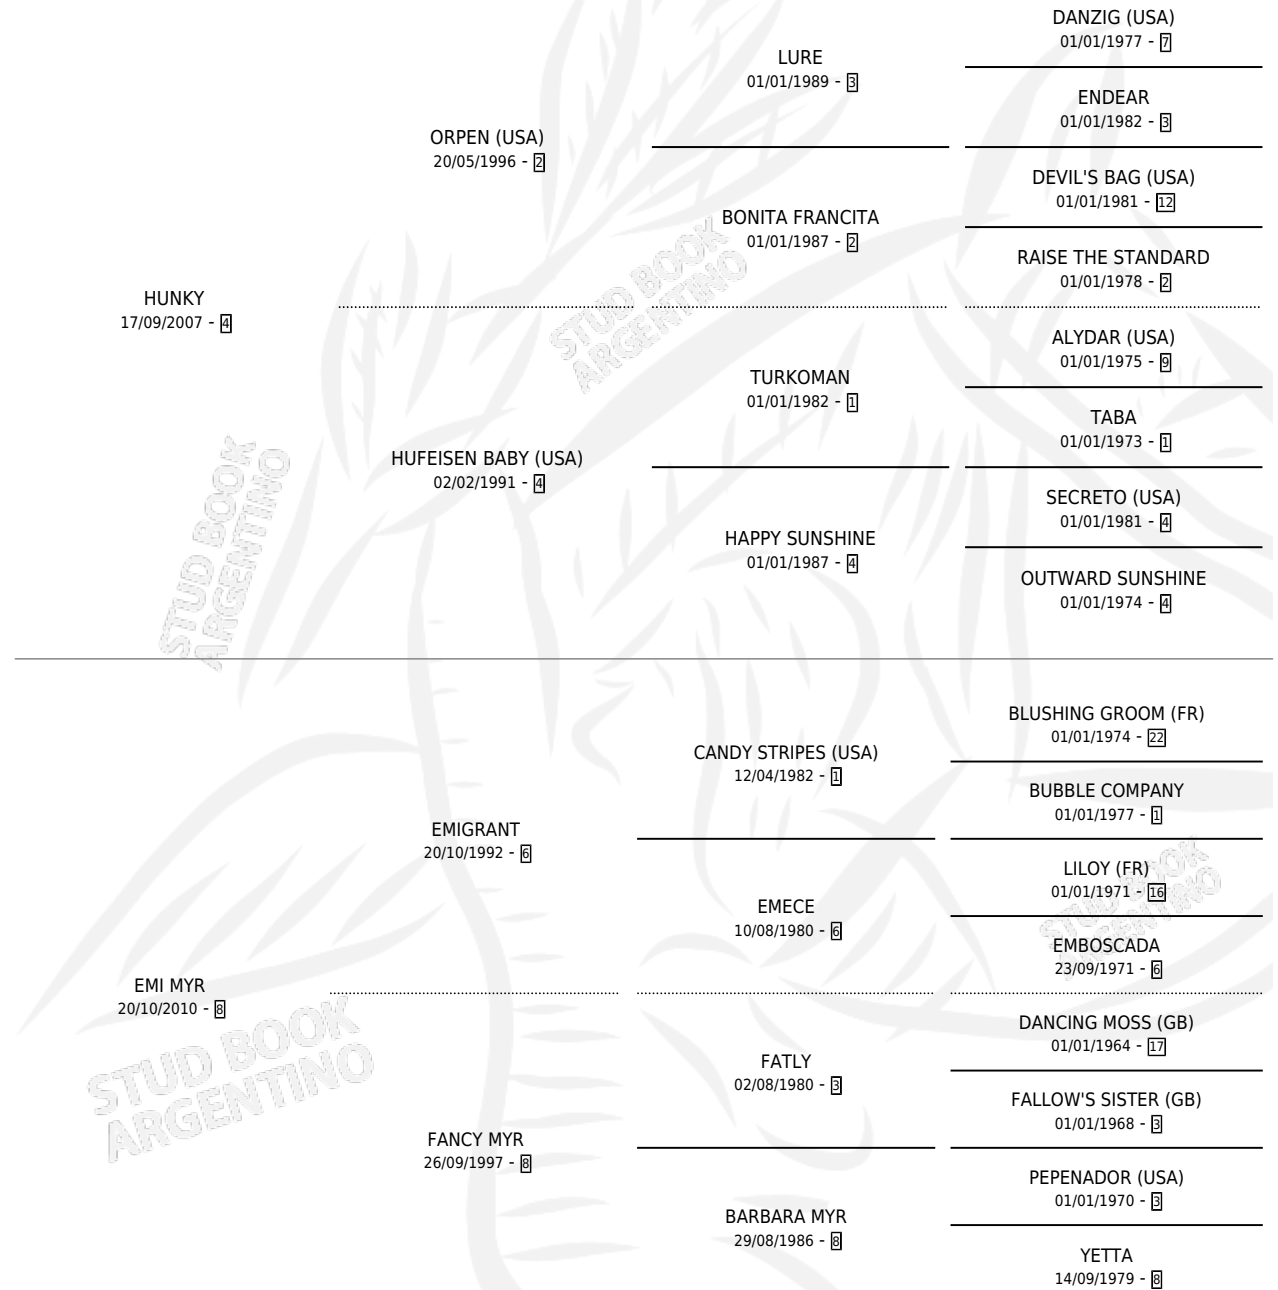 DANZIG (USA)
01/01/1977 - 7
LURE
01/01/1989 - 3
ENDEAR
01/01/1982 - 3
ORPEN (USA)
20/05/1996 - 2
DEVIL'S BAG (USA)
01/01/1981 - 12
BONITA FRANCITA
01/01/1987 - 2
RAISE THE STANDARD
01/01/1978 - 2
HUNKY
17/09/2007 - 4
STUD BOOK
ARGENTINO
ALYDAR (USA)
01/01/1975 - 9
TURKOMAN
01/01/1982 - 1
TABA
01/01/1973 - 1
HUFEISEN BABY (USA)
02/02/1991 - 4
SECRETO (USA)
01/01/1981 - 4
HAPPY SUNSHINE
01/01/1987 - 4
OUTWARD SUNSHINE
01/01/1974 - 4
STUD BOOK
ARGENTINO
BLUSHING GROOM (FR)
01/01/1974 - 22
CANDY STRIPES (USA)
12/04/1982 - 1
BUBBLE COMPANY
01/01/1977 - 1
EMIGRANT
20/10/1992 - 6
LILOY (FR)
01/01/1971 - 16
EMECE
10/08/1980 - 6
STUD BOOK
ARGENTINO
EMBOSCADA
23/09/1971 - 6
EMI MYR
20/10/2010 - 8
STUD BOOK
ARGENTINO
DANCING MOSS (GB)
01/01/1964 - 17
FATLY
02/08/1980 - 3
FALLOW'S SISTER (GB)
01/01/1968 - 3
FANCY MYR
26/09/1997 - 8
PEPENADOR (USA)
01/01/1970 - 3
BARBARA MYR
29/08/1986 - 8
YETTA
14/09/1979 - 8